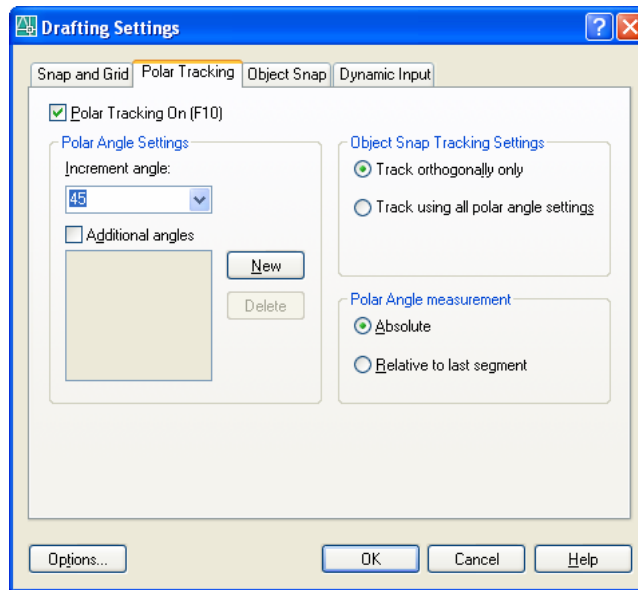 Drafting Settings
Snap and Grid Polar Tracking Object Snap Dynamic Input
Polar Tracking On (F10)
Polar Angle Settings
Increment angle:
45
Additional angles
New
Delete
Object Snap Tracking Settings
Track orthogonally only
Track using all polar angle settings
Polar Angle measurement
Absolute
Relative to last segment
Options... OK Cancel Help